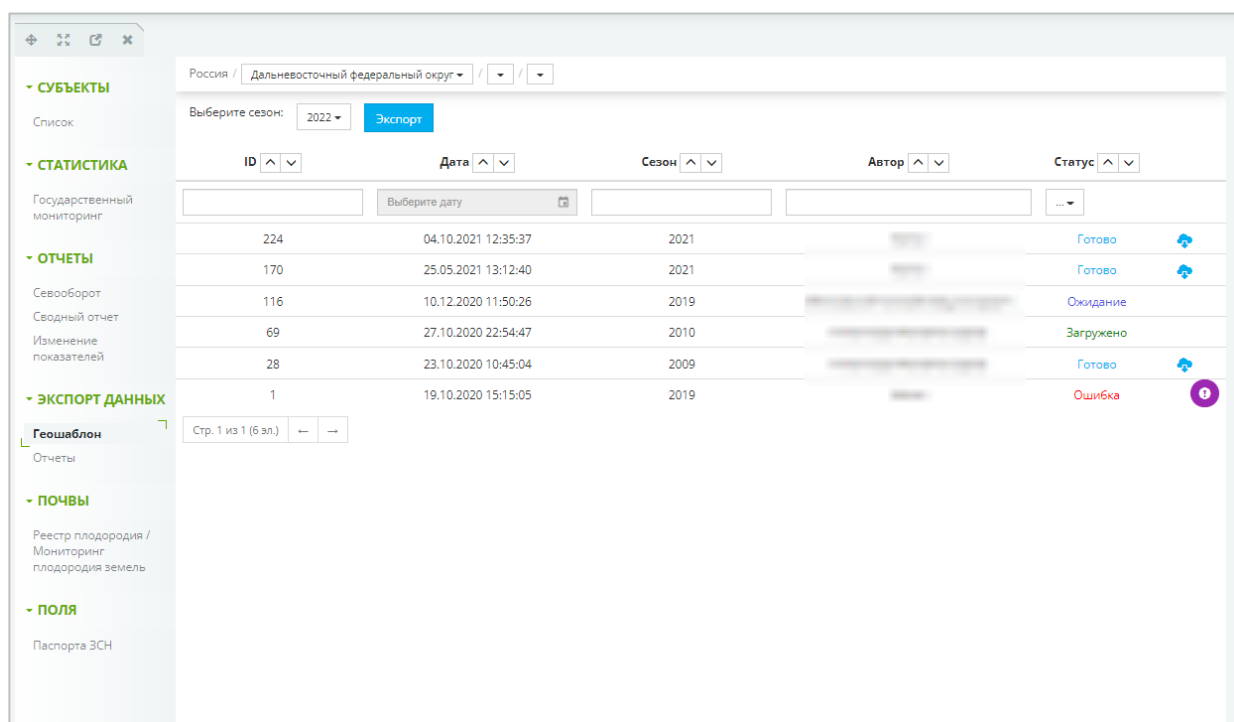 СУБЪЕКТЫ
Список
СТАТИСТИКА
Государственный
мониторинг
ОТЧЕТЫ
Севооборот
Сводный отчет
Изменение
показателей
ЭКСПОРТ ДАННЫХ
Геошаблон
Отчеты
ПОЧВЫ
Реестр плодородия /
Мониторинг
плодородия земель
ПОЛЯ
Паспорта ЗСН
Россия / Дальневосточный федеральный округ / /
Выберите сезон: 2022 Экспорт
ID Дата Сезон Автор Статус
Выберите дату ...
224 04.10.2021 12:35:37 2021 Готово
170 25.05.2021 13:12:40 2021 Готово
116 10.12.2020 11:50:26 2019 Ожидание
69 27.10.2020 22:54:47 2010 Загружено
28 23.10.2020 10:45:04 2009 Готово
1 19.10.2020 15:15:05 2019 Ошибка
Стр. 1 из 1 (6 эл.) ← →